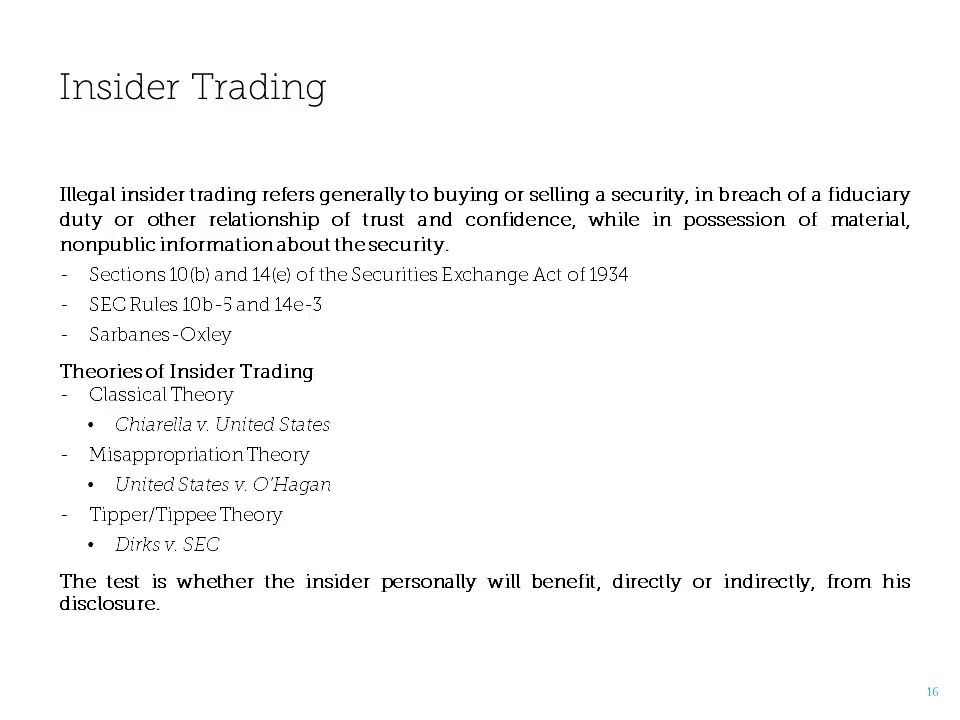 Insider Trading
Illegal insider trading refers generally to buying or selling a security, in breach of a fiduciary
duty or other relationship of trust and confidence, while in possession of material,
nonpublic information about the security.
- Sections 10(b) and 14(e) of the Securities Exchange Act of 1934
- SEC Rules 10b-5 and 14e-3
- Sarbanes-Oxley
Theories of Insider Trading
- Classical Theory
• Chiarella v. United States
- Misappropriation Theory
• United States v. O'Hagan
- Tipper/Tippee Theory
• Dirks v. SEC
The test is whether the insider personally will benefit, directly or indirectly, from his
disclosure.
16